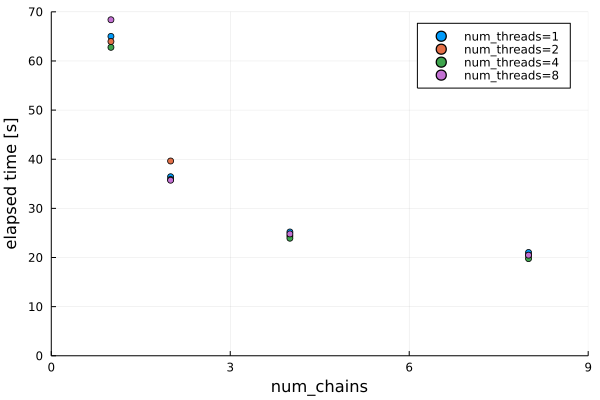 70
60
50
40
30
20
10
0
elapsed time [s]
num_threads=1
num_threads=2
num_threads=4
num_threads=8
0 3 6 9
num_chains